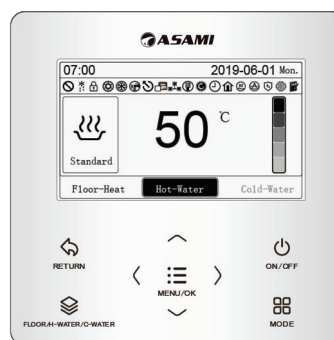 ASAMI
07:00 2019-06-01 Mon.
50 ℃
Standard
Floor-Heat Hot-Water Cold-Water
RETURN ON/OFF
MENU/OK
FLOOR/H-WATER/C-WATER MODE